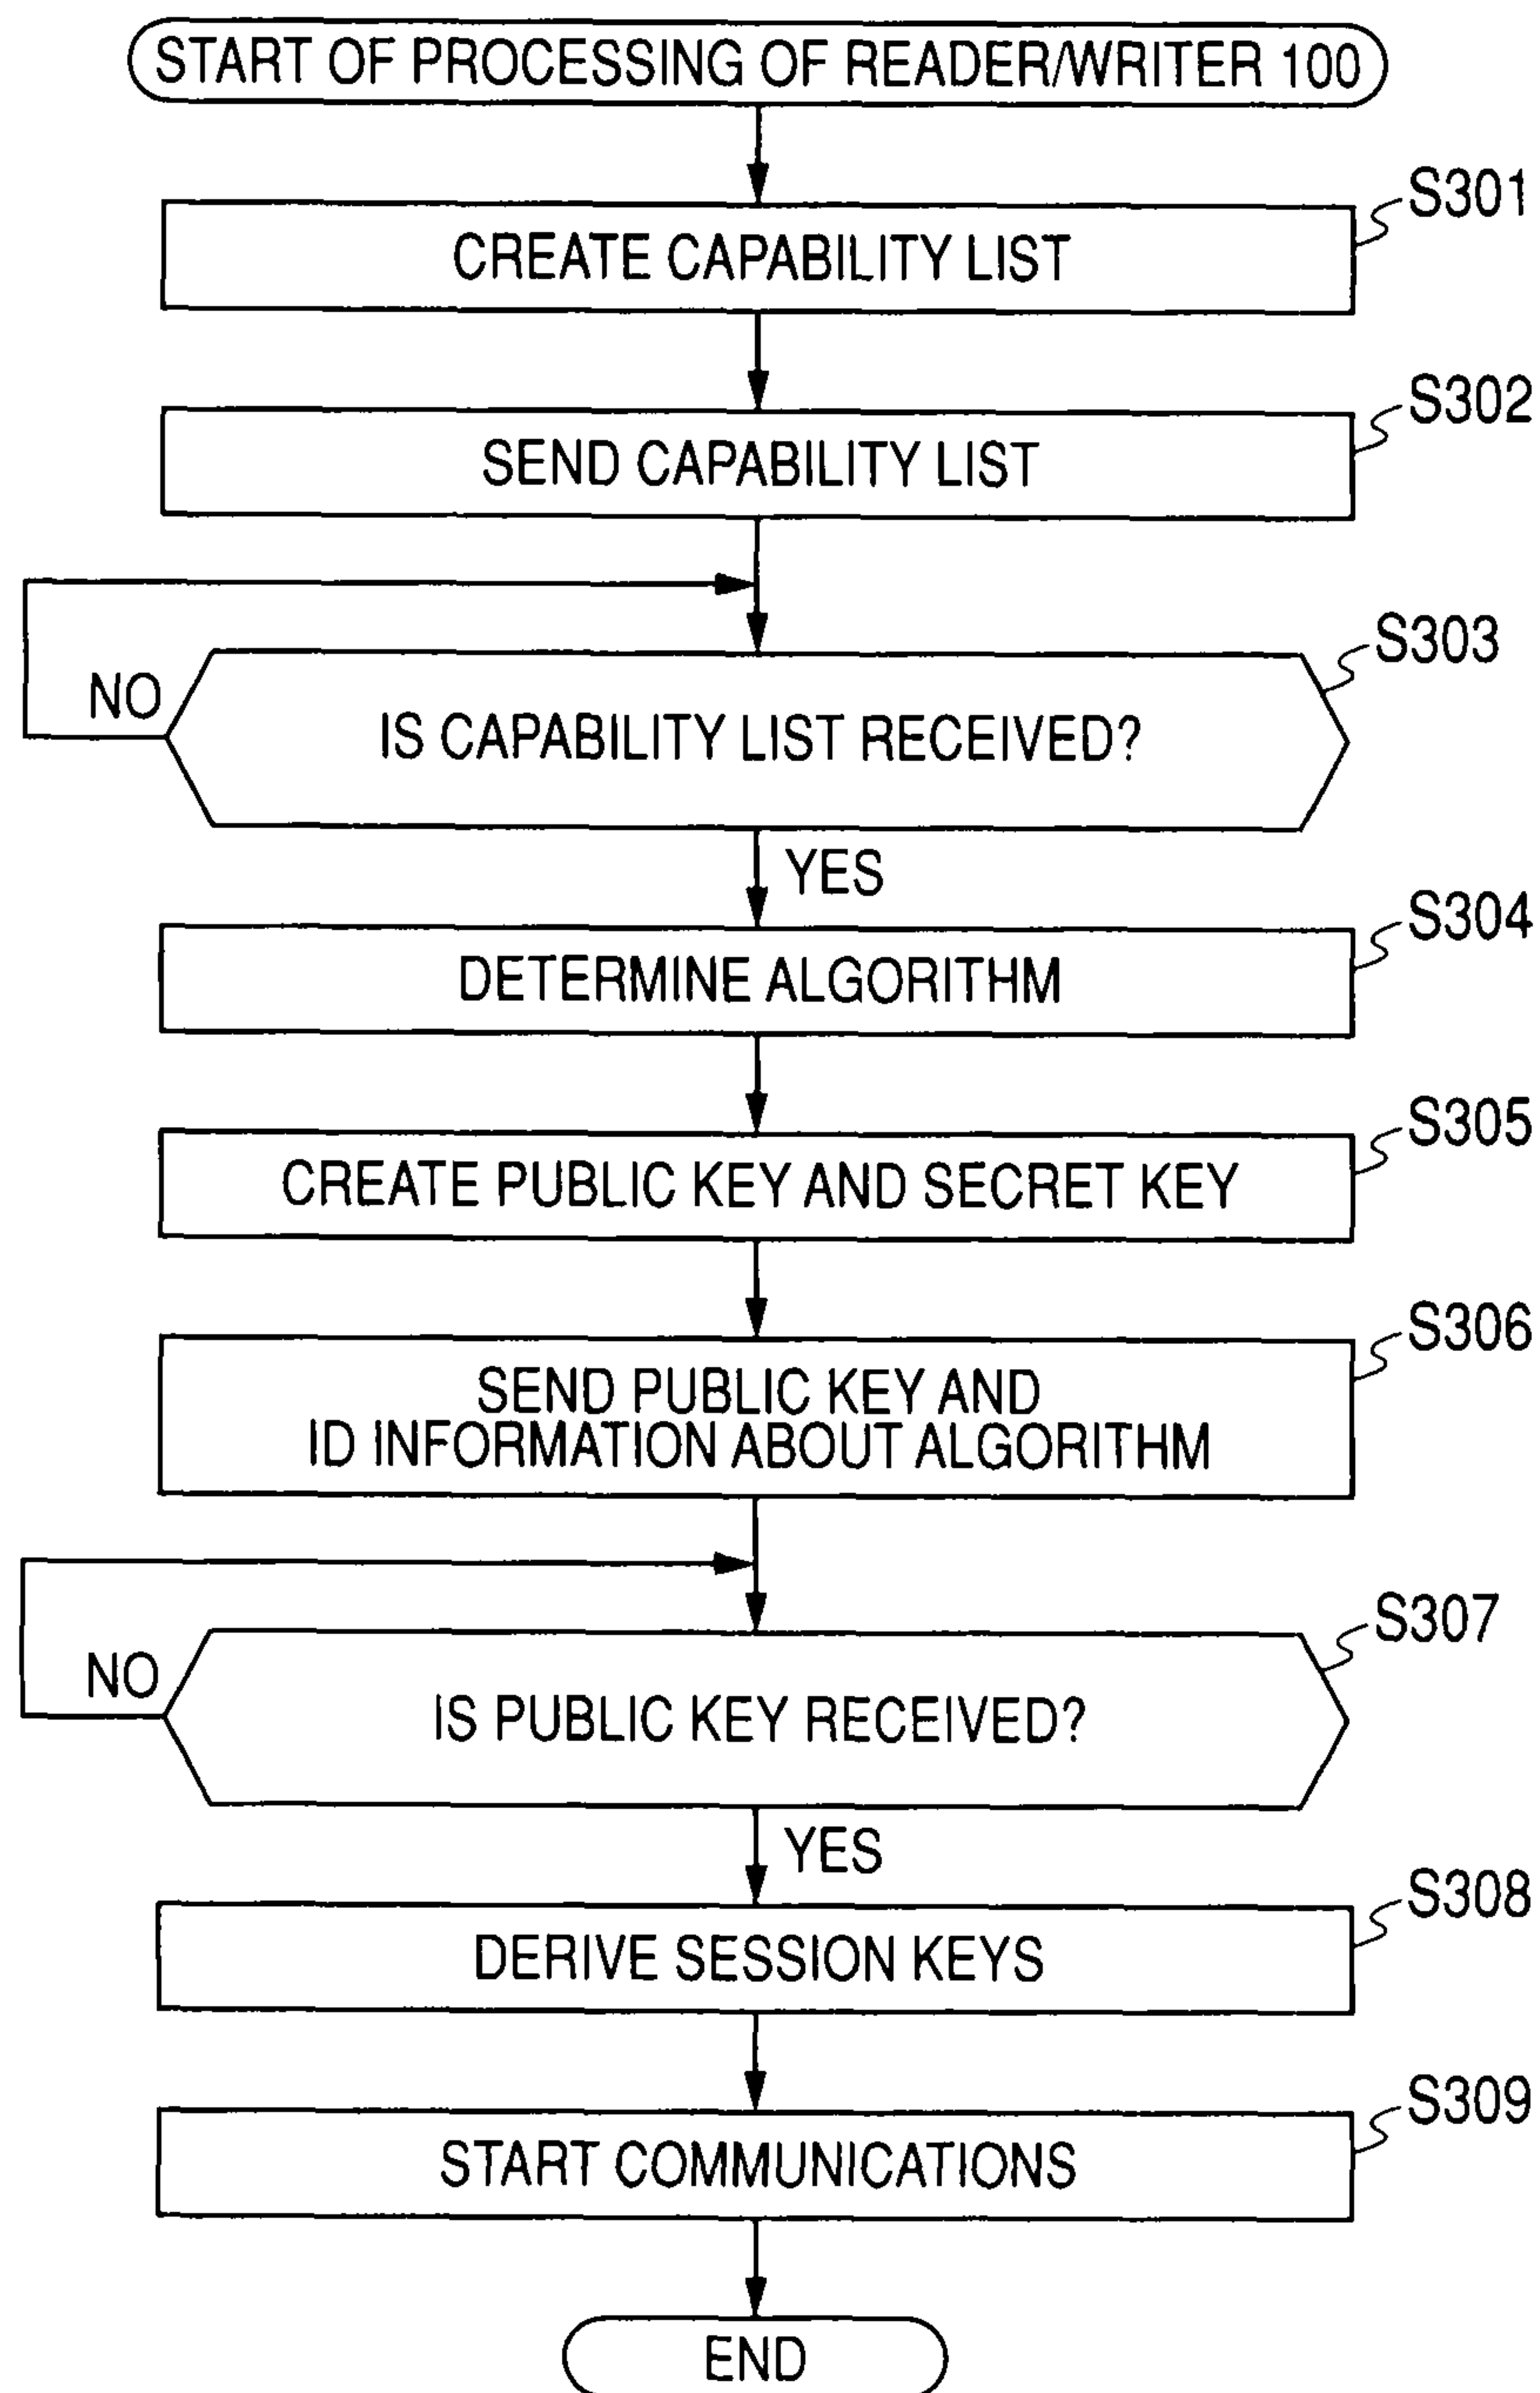 START OF PROCESSING OF READER/WRITER 100
S301
CREATE CAPABILITY LIST
S302
SEND CAPABILITY LIST
S303
NO
IS CAPABILITY LIST RECEIVED?
YES
S304
DETERMINE ALGORITHM
S305
CREATE PUBLIC KEY AND SECRET KEY
S306
SEND PUBLIC KEY AND
ID INFORMATION ABOUT ALGORITHM
S307
NO
IS PUBLIC KEY RECEIVED?
YES
S308
DERIVE SESSION KEYS
S309
START COMMUNICATIONS
END